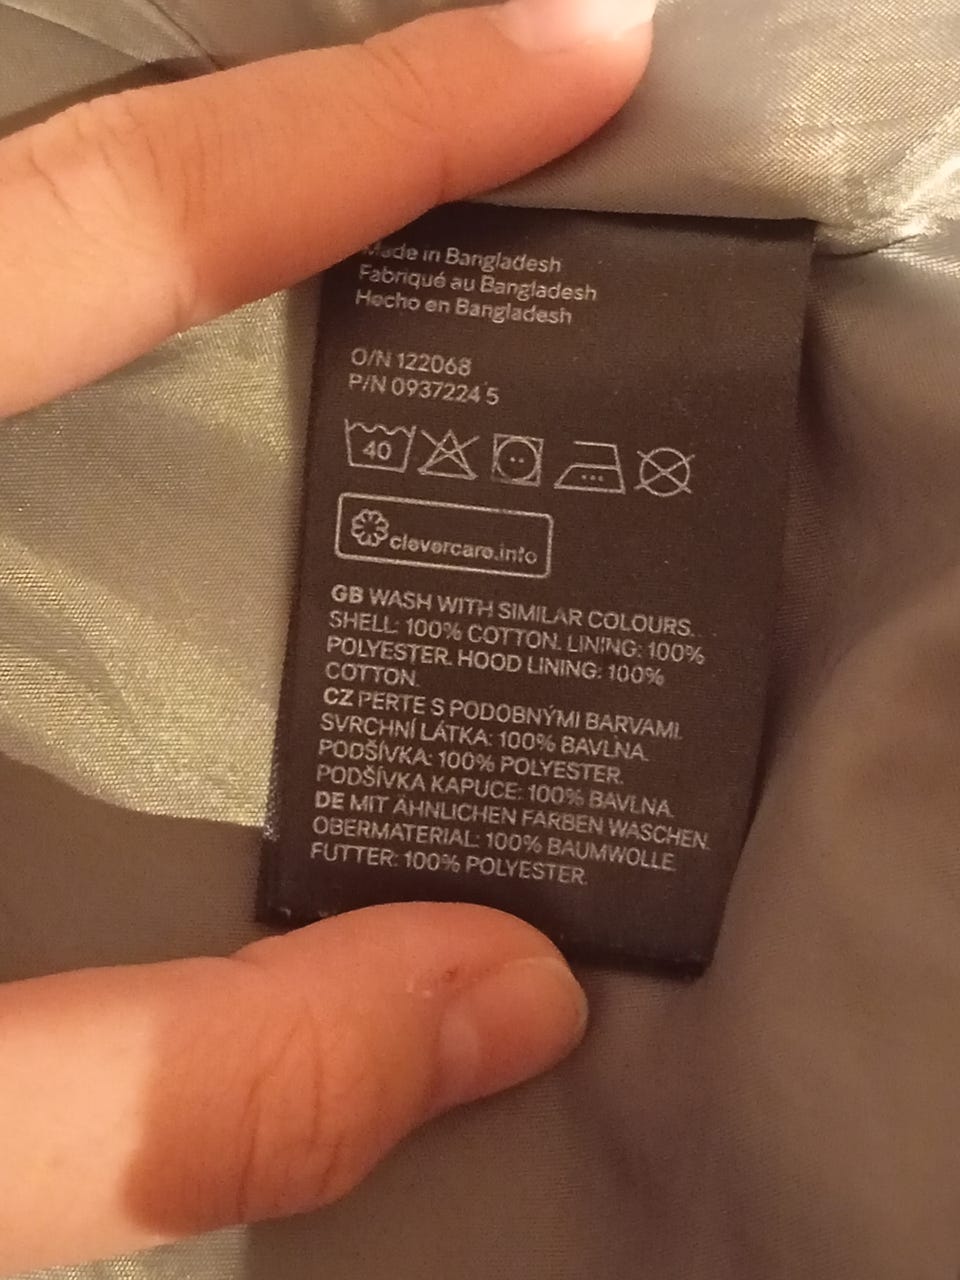 Made in Bangladesh
Fabriqué au Bangladesh
Hecho en Bangladesh
O/N 122068
P/N 0937224 5
40
clevercare.info
GB WASH WITH SIMILAR COLOURS.
SHELL: 100% COTTON. LINING: 100%
POLYESTER. HOOD LINING: 100%
COTTON.
CZ PERTE S PODOBNÝMI BARVAMI.
SVRCHNÍ LÁTKA: 100% BAVLNA.
PODŠÍVKA: 100% POLYESTER.
PODŠÍVKA KAPUCE: 100% BAVLNA.
DE MIT ÄHNLICHEN FARBEN WASCHEN.
OBERMATERIAL: 100% BAUMWOLLE.
FUTTER: 100% POLYESTER.